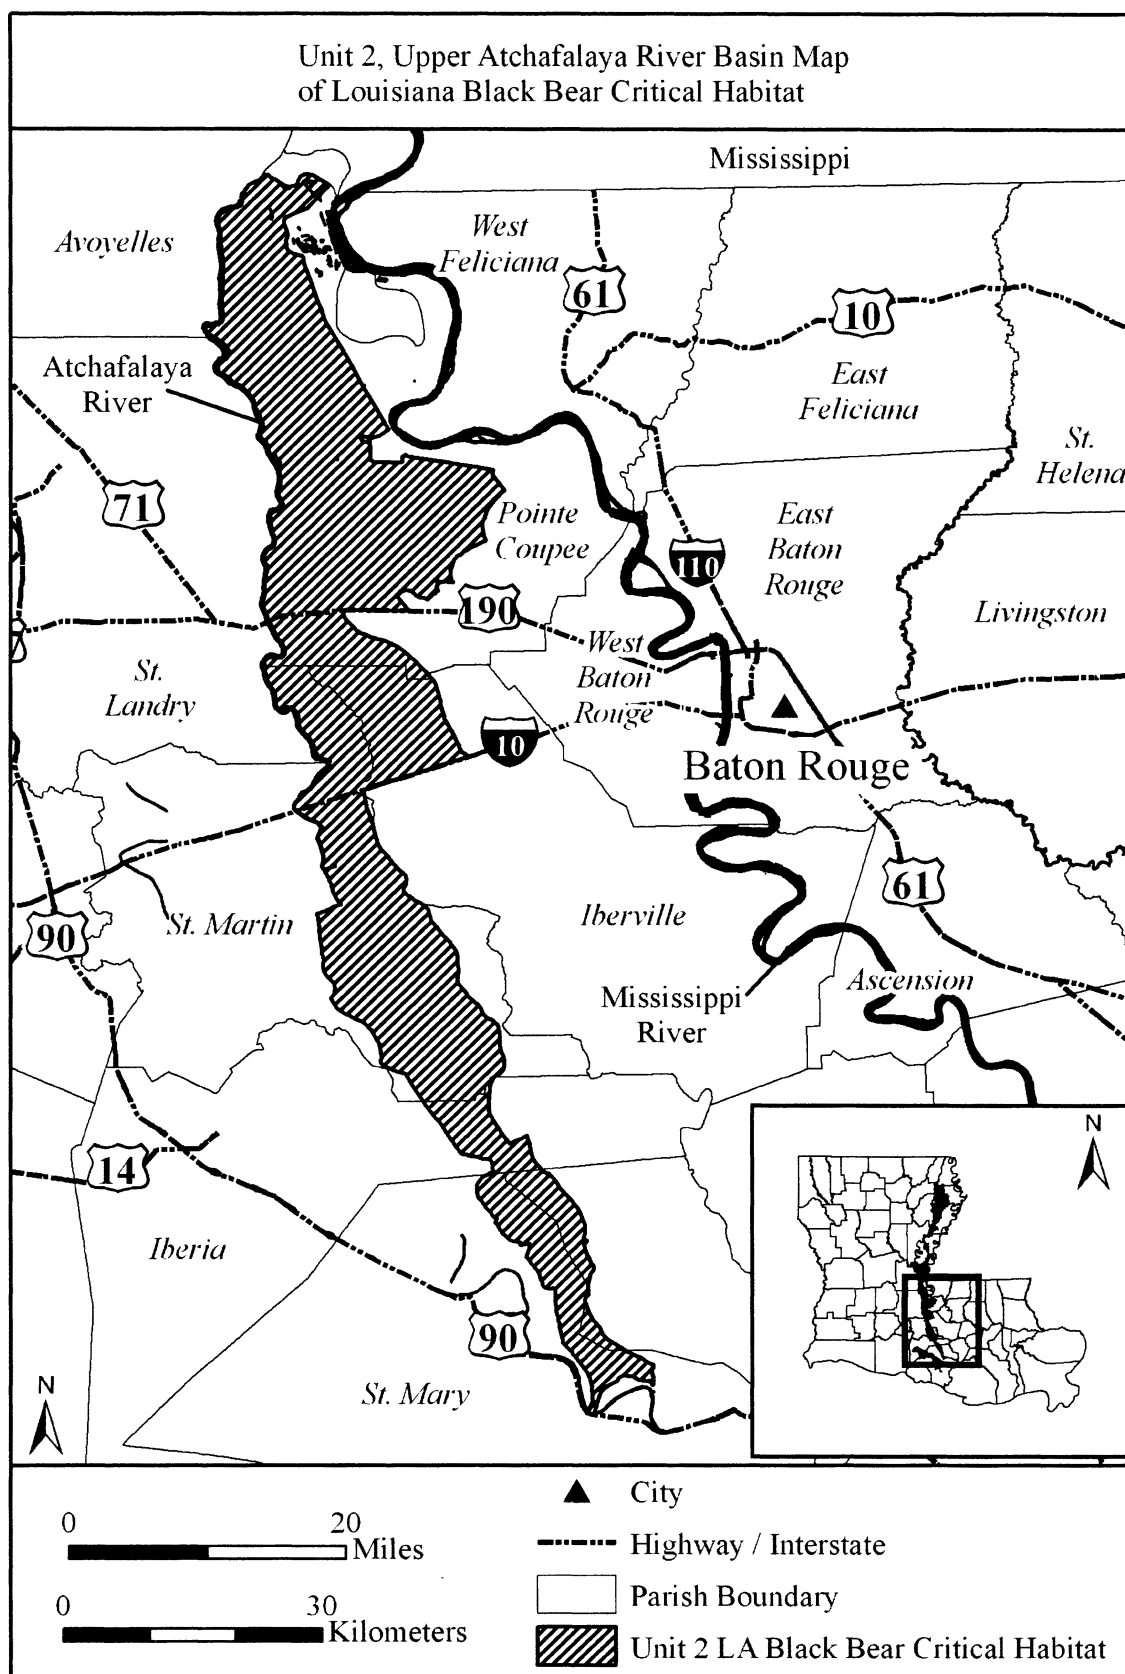 Unit 2, Upper Atchafalaya River Basin Map
of Louisiana Black Bear Critical Habitat
Mississippi
Avoyelles
West
Feliciana
61
10
Atchafalaya
River
East
Feliciana
St.
Helena
71
Pointe
Coupee
East
Baton
Rouge
110
190
Livingston
St.
Landry
West
Baton
Rouge
10
Baton Rouge
61
90
St. Martin
Iberville
Ascension
Mississippi
River
14
Iberia
90
St. Mary
N
N
City
0 20
Miles
Highway / Interstate
Parish Boundary
0 30
Kilometers
Unit 2 LA Black Bear Critical Habitat